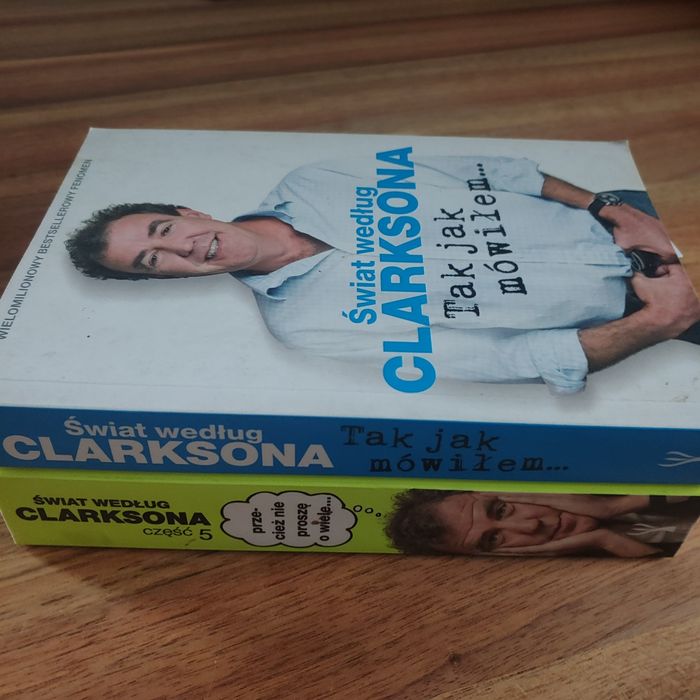 WIELOMILIONOWY BESTSELLEROWY FENOMEN
Świat według
CLARKSONA
Tak jak
mówiłem...
Świat według
CLARKSONA
Tak jak
mówiłem...
ŚWIAT WEDŁUG
CLARKSONA
część 5
prze-
cież nie
proszę
o wiele...